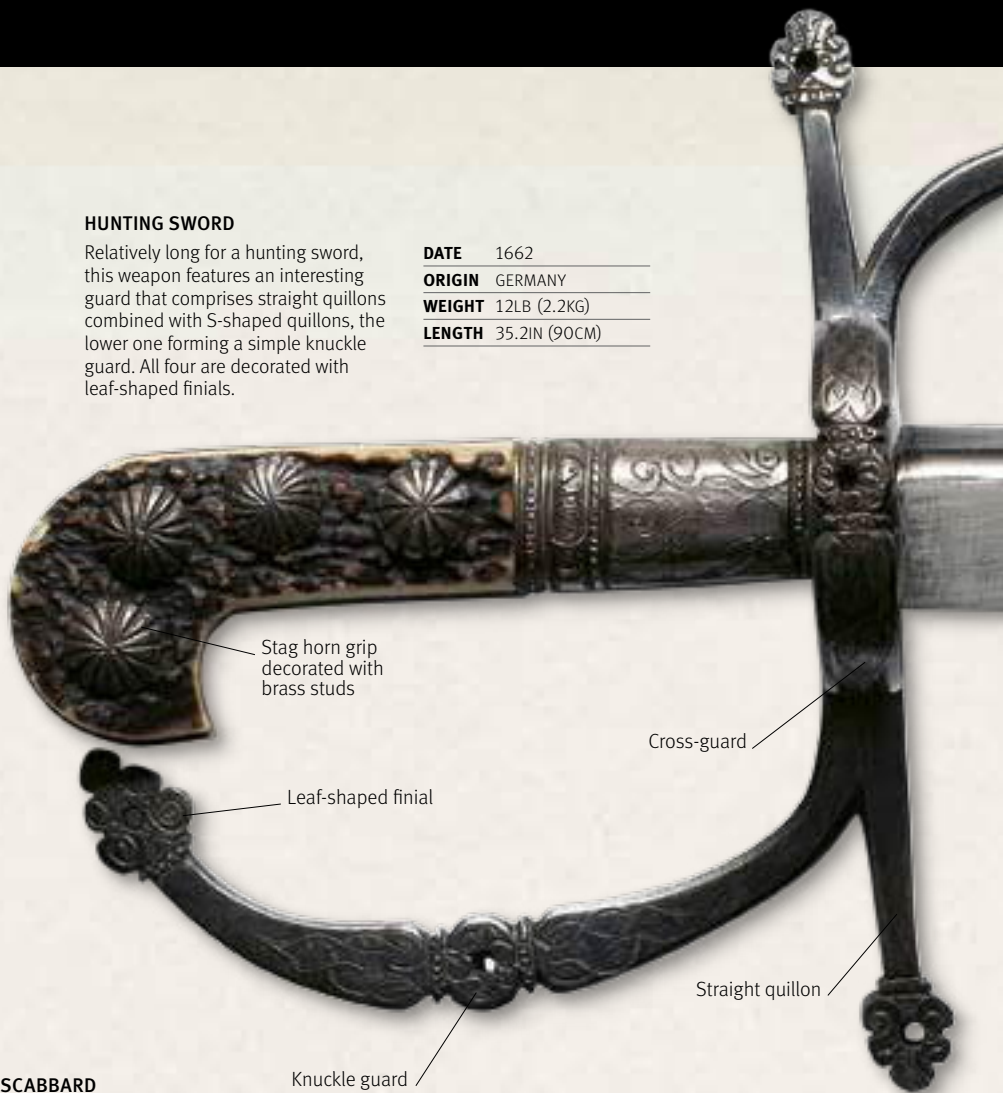 HUNTING SWORD
Relatively long for a hunting sword,
this weapon features an interesting
guard that comprises straight quillons
combined with S-shaped quillons, the
lower one forming a simple knuckle
guard. All four are decorated with
leaf-shaped finials.
DATE 1662
ORIGIN GERMANY
WEIGHT 12LB (2.2KG)
LENGTH 35.2IN (90CM)
Stag horn grip
decorated with
brass studs
Cross-guard
Leaf-shaped finial
Straight quillon
Knuckle guard
SCABBARD